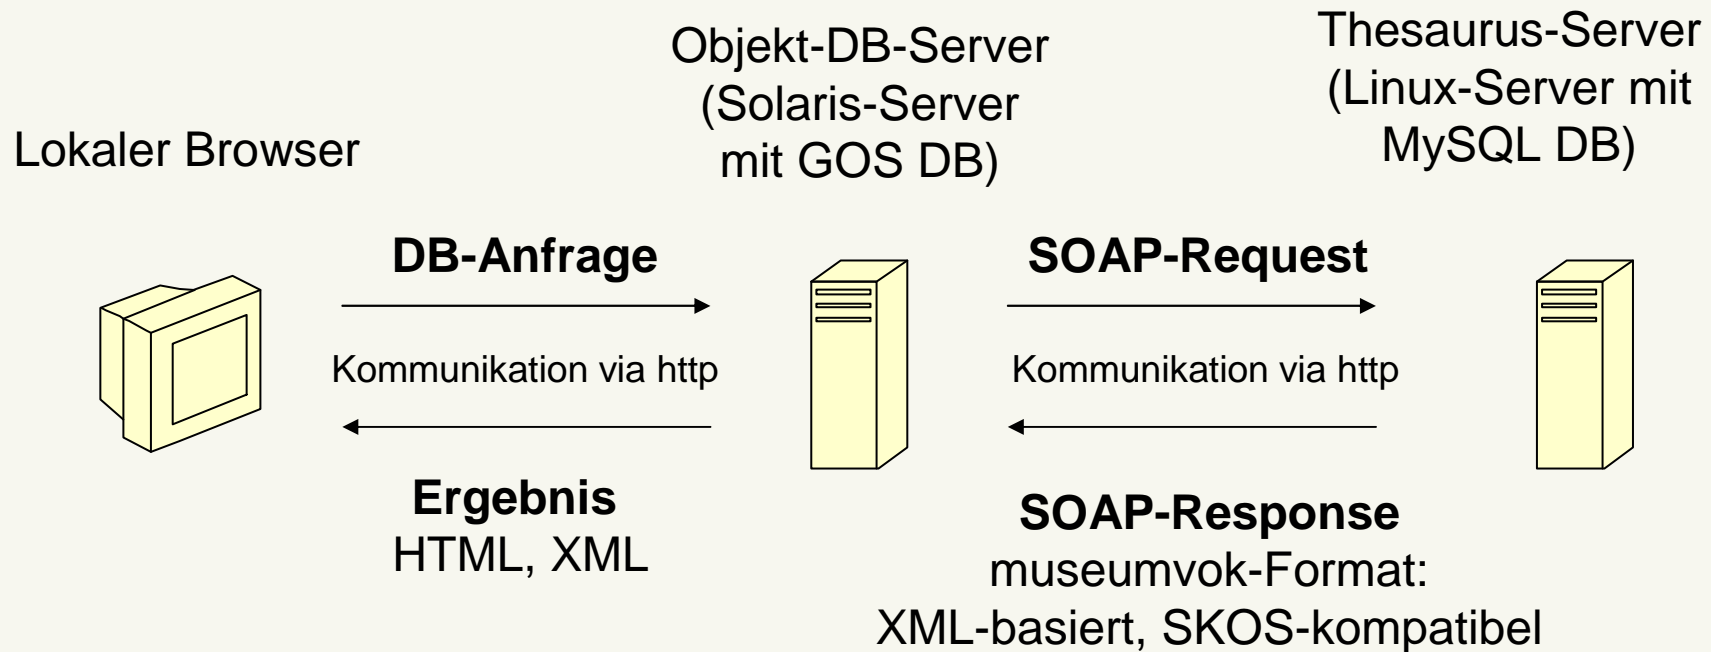 Lokaler Browser
Objekt-DB-Server
(Solaris-Server
mit GOS DB)
Thesaurus-Server
(Linux-Server mit
MySQL DB)
DB-Anfrage
Kommunikation via http
Ergebnis
HTML, XML
SOAP-Request
Kommunikation via http
SOAP-Response
museumvok-Format:
XML-basiert, SKOS-kompatibel